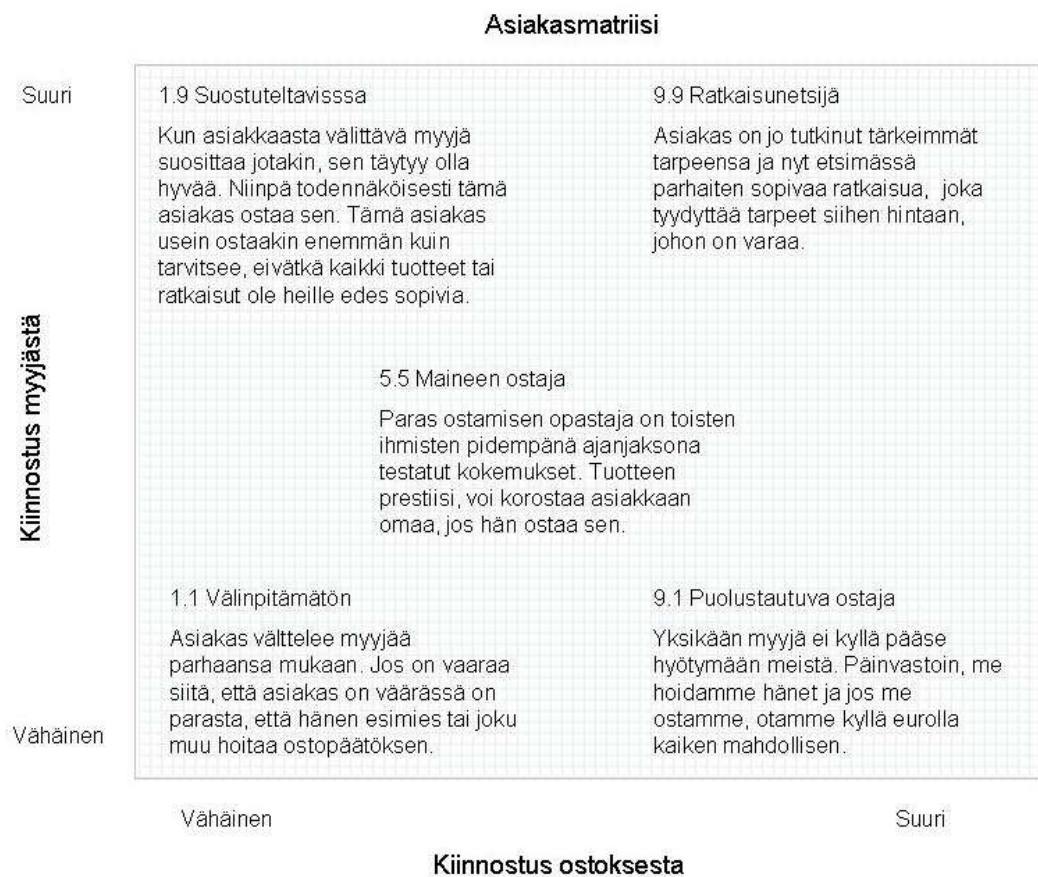 Asiakasmatriisi
Suuri
1.9 Suostuteltavisssa
Kun asiakkaasta välittävä myyjä
suosittaa jotakin, sen täytyy olla
hyvää. Niinpä todennäköisesti tämä
asiakas ostaa sen. Tämä asiakas
usein ostaakin enemmän kuin
tarvitsee, eivätkä kaikki tuotteet tai
ratkaisut ole heille edes sopivia.
9.9 Ratkaisunetsijä
Asiakas on jo tutkinut tärkeimmät
tarpeensa ja nyt etsimässä
parhaiten sopivaa ratkaisua, joka
tyydyttää tarpeet siihen hintaan,
johon on varaa.
Kiinnostus myyjästä
5.5 Maineen ostaja
Paras ostamisen opastaja on toisten
ihmisten pidempänä ajanjaksona
testatut kokemukset. Tuotteen
prestiisi, voi korostaa asiakkaan
omaa, jos hän ostaa sen.
1.1 Välinpitämätön
Asiakas välttelee myyjää
parhaansa mukaan. Jos on vaaraa
siitä, että asiakas on väärässä on
parasta, että hänen esimies tai joku
muu hoitaa ostopäätöksen.
9.1 Puolustautuva ostaja
Yksikään myyjä ei kyllä pääse
hyötymään meistä. Päinvastoin, me
hoidamme hänet ja jos me
ostamme, otamme kyllä eurolla
kaiken mahdollisen.
Vähäinen
Vähäinen
Suuri
Kiinnostus ostoksesta